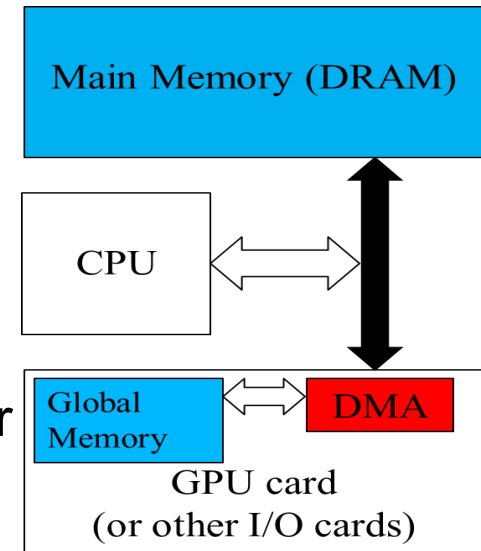 Main Memory (DRAM)
CPU
r
Global
Memory
DMA
GPU card
(or other I/O cards)